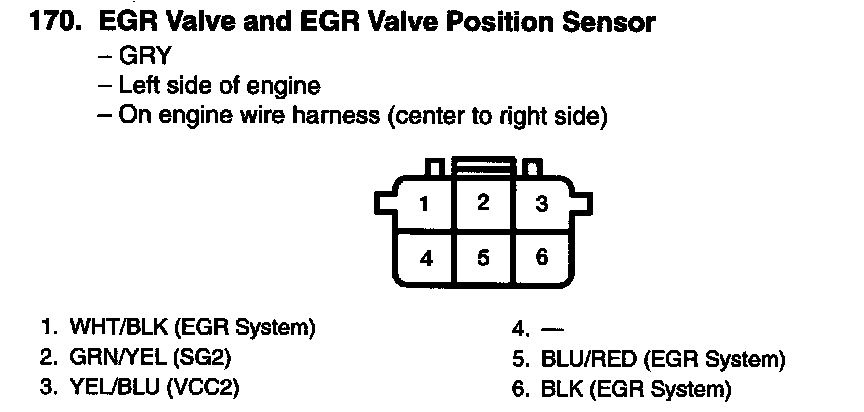 170. EGR Valve and EGR Valve Position Sensor
– GRY
– Left side of engine
– On engine wire harness (center to right side)
1 2 3
4 5 6
1. WHT/BLK (EGR System)
2. GRN/YEL (SG2)
3. YEL/BLU (VCC2)
4. —
5. BLU/RED (EGR System)
6. BLK (EGR System)